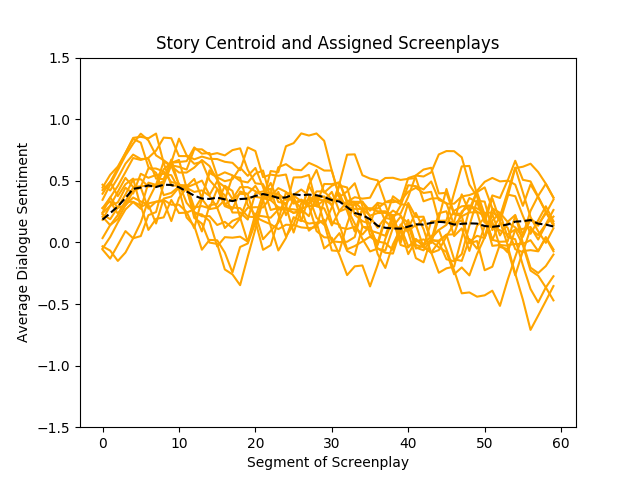 Story Centroid and Assigned Screenplays
1.5
1.0
0.5
0.0
−0.5
−1.0
−1.5
Average Dialogue Sentiment
0 10 20 30 40 50 60
Segment of Screenplay